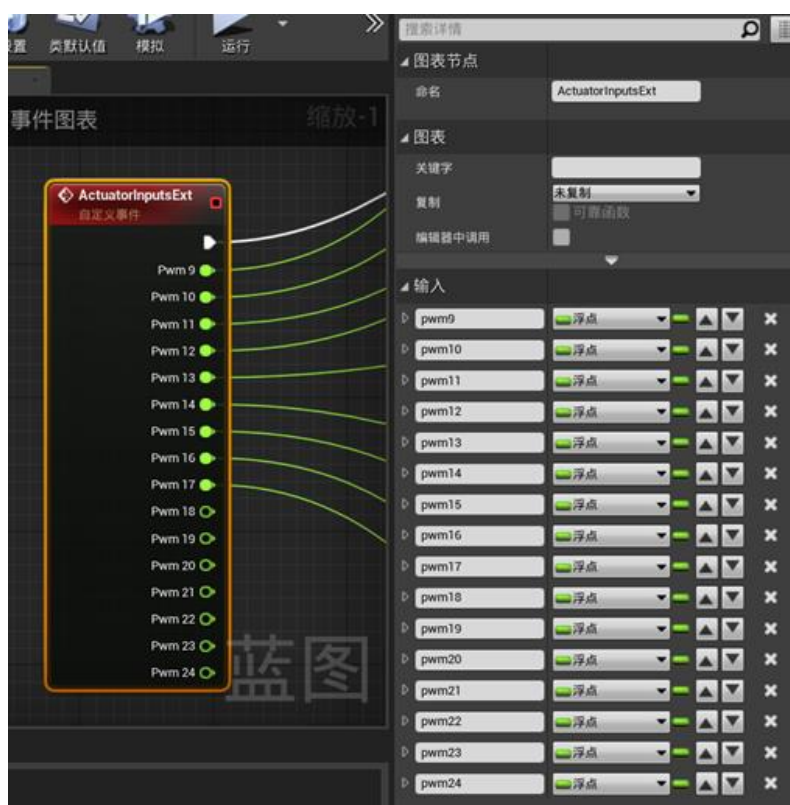 置 类默认值 模拟 运行
事件图表 缩放-1
ActuatorInputsExt
自定义事件
Pwm 9
Pwm 10
Pwm 11
Pwm 12
Pwm 13
Pwm 14
Pwm 15
Pwm 16
Pwm 17
Pwm 18
Pwm 19
Pwm 20
Pwm 21
Pwm 22
Pwm 23
Pwm 24
蓝图
搜索详情
图表节点
命名 ActuatorInputsExt
图表
关键字
复制 未复制
可靠函数
编辑器中调用
输入
pwm9 浮点
pwm10 浮点
pwm11 浮点
pwm12 浮点
pwm13 浮点
pwm14 浮点
pwm15 浮点
pwm16 浮点
pwm17 浮点
pwm18 浮点
pwm19 浮点
pwm20 浮点
pwm21 浮点
pwm22 浮点
pwm23 浮点
pwm24 浮点